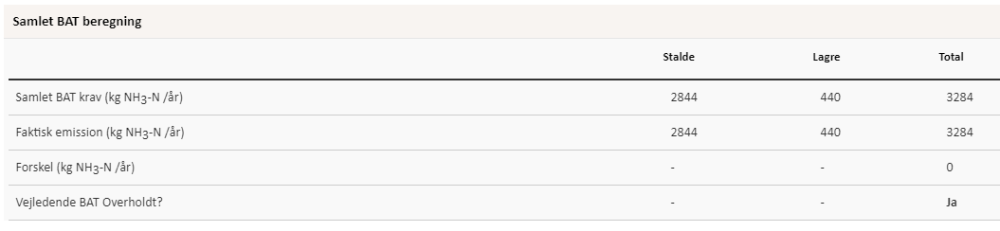 Samlet BAT beregning
Stalde Lagre Total
Samlet BAT krav (kg NH3-N /år) 2844 440 3284
Faktisk emission (kg NH3-N /år) 2844 440 3284
Forskel (kg NH3-N /år) - - 0
Vejledende BAT Overholdt? - - Ja